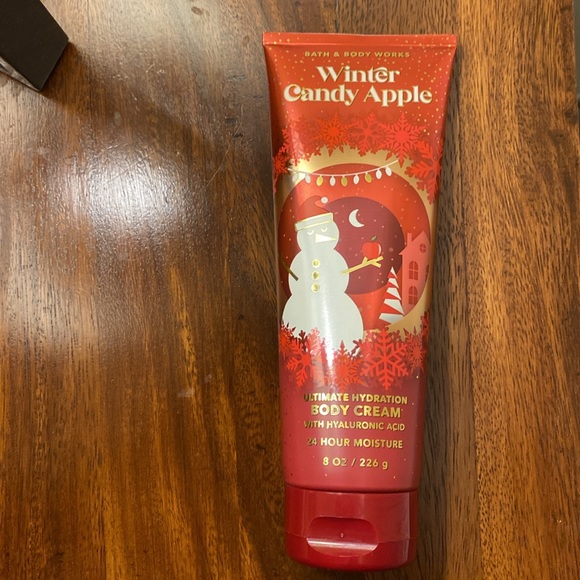 BATH & BODY WORKS
Winter
Candy Apple
ULTIMATE HYDRATION
BODY CREAM
WITH HYALURONIC ACID
24 HOUR MOISTURE
8 OZ / 226 g